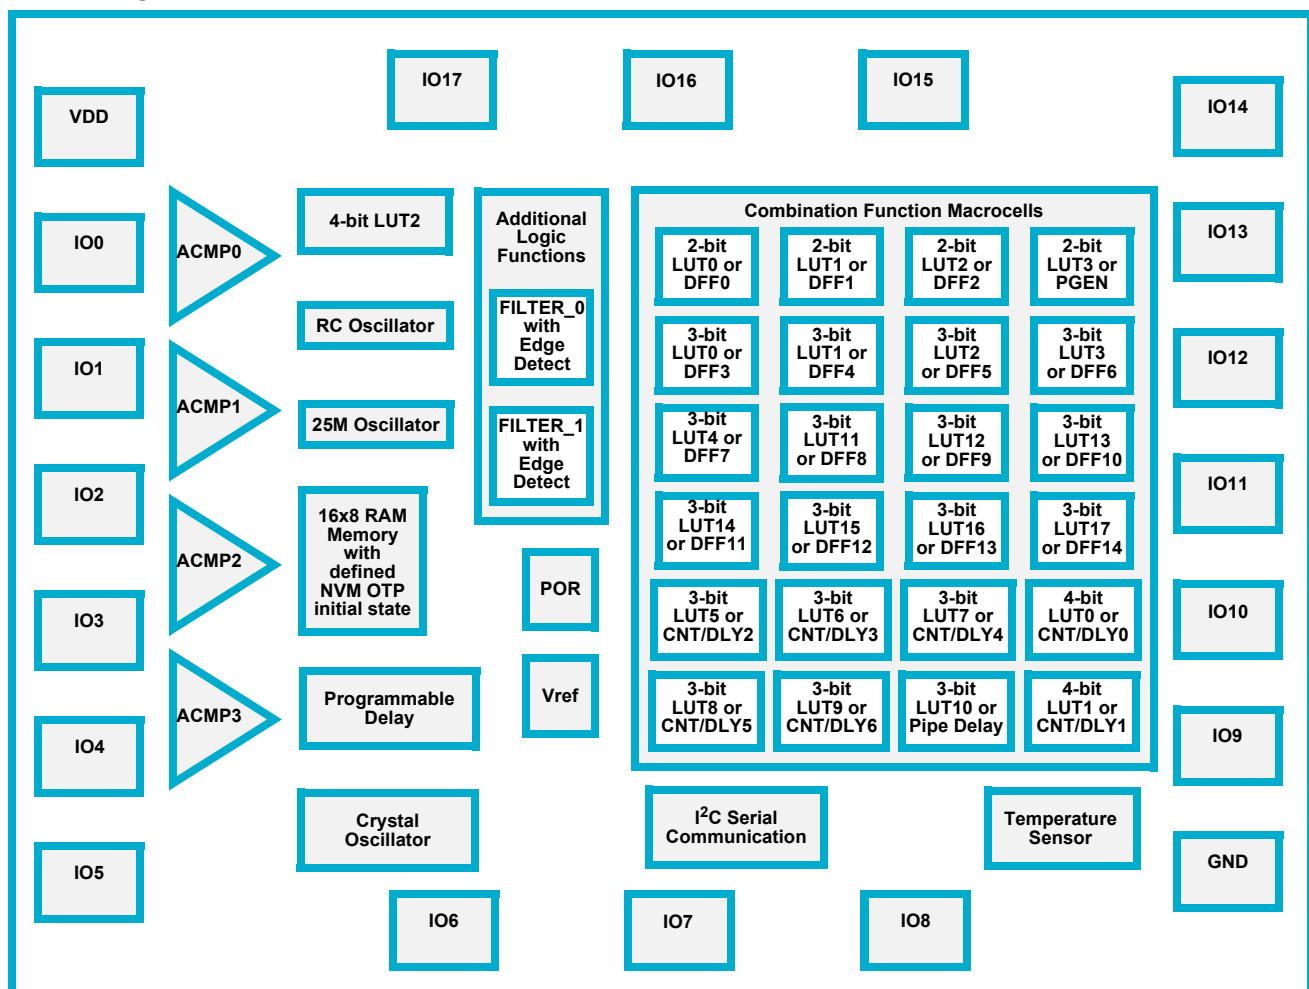 IO17
IO16
IO15
VDD
IO14
IO0
IO13
IO1
IO12
IO2
IO11
IO3
IO10
IO4
IO9
IO5
GND
IO6
IO7
IO8
ACMP0
ACMP1
ACMP2
ACMP3
4-bit LUT2
RC Oscillator
25M Oscillator
16x8 RAM
Memory
with
defined
NVM OTP
initial state
Programmable
Delay
Crystal
Oscillator
Additional
Logic
Functions
FILTER_0
with
Edge
Detect
FILTER_1
with
Edge
Detect
POR
Vref
Combination Function Macrocells
2-bit
LUT0 or
DFF0
2-bit
LUT1 or
DFF1
2-bit
LUT2 or
DFF2
2-bit
LUT3 or
PGEN
3-bit
LUT0 or
DFF3
3-bit
LUT1 or
DFF4
3-bit
LUT2
or DFF5
3-bit
LUT3
or DFF6
3-bit
LUT4 or
DFF7
3-bit
LUT11
or DFF8
3-bit
LUT12
or DFF9
3-bit
LUT13
or DFF10
3-bit
LUT14
or DFF11
3-bit
LUT15
or DFF12
3-bit
LUT16
or DFF13
3-bit
LUT17
or DFF14
3-bit
LUT5 or
CNT/DLY2
3-bit
LUT6 or
CNT/DLY3
3-bit
LUT7 or
CNT/DLY4
4-bit
LUT0 or
CNT/DLY0
3-bit
LUT8 or
CNT/DLY5
3-bit
LUT9 or
CNT/DLY6
3-bit
LUT10 or
Pipe Delay
4-bit
LUT1 or
CNT/DLY1
I²C Serial
Communication
Temperature
Sensor